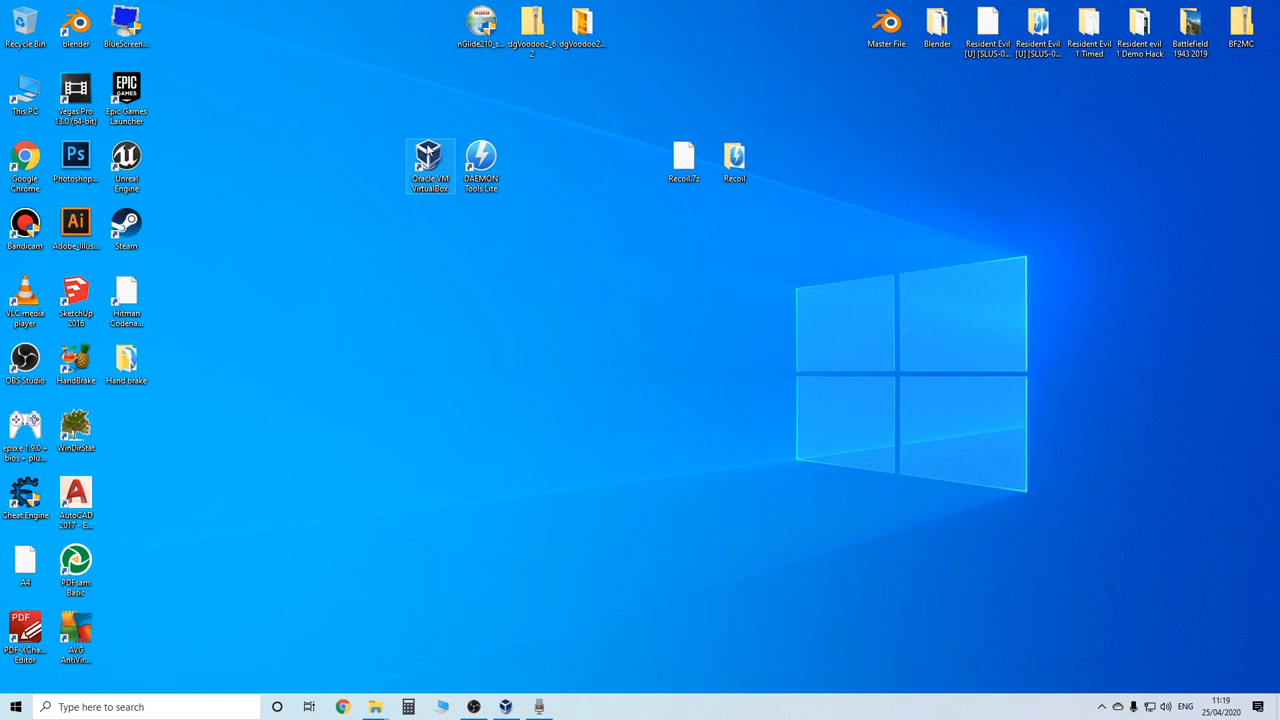 Recycle Bin
blender
BlueScreen...
nGlide210_s...
dgVoodoo2_6
2
dgVoodoo2...
Master File
Blender
Resident Evil
[U] [SLUS-0...
Resident Evil
[U] [SLUS-0...
Resident Evil
1 Timed
Resident evil
1 Demo Hack
Battlefield
1943 2019
BF2MC
This PC
Vegas Pro
13.0 (64-bit)
EPIC
GAMES
Epic Games
Launcher
Google
Chrome
Ps
Photoshop...
Unreal
Engine
Oracle VM
VirtualBox
DAEMON
Tools Lite
Recoil.7z
Recoil
Bandicam
Ai
Adobe_Illus...
Steam
VLC media
player
SketchUp
2016
Hitman
Codena...
OBS Studio
HandBrake
Hand brake
epsxe 1.9.0 +
bios + plu...
WinDirStat
Cheat Engine
AutoCAD
2017 - E...
A4
PDFsam
Basic
PDF
PDF-XCha...
Editor
AVG
AntiVir...
Type here to search
ENG
11:19
25/04/2020